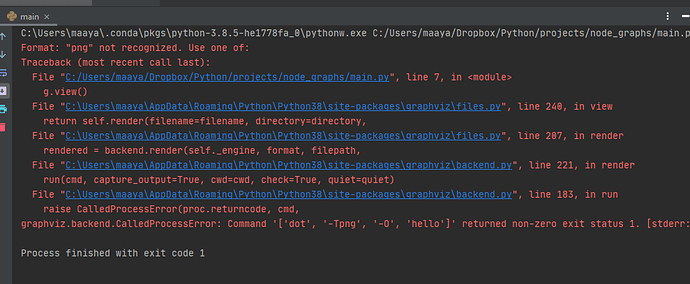 main
C:\Users\maaya\.conda\pkgs\python-3.8.5-he1778fa_0\pythonw.exe C:/Users/maaya/Dropbox/Python/projects/node_graphs/main.p
Format: "png" not recognized. Use one of:
Traceback (most recent call last):
File "C:/Users/maaya/Dropbox/Python/projects/node_graphs/main.py", line 7, in <module>
g.view()
File "C:\Users\maaya\AppData\Roaming\Python\Python38\site-packages\graphviz\files.py", line 240, in view
return self.render(filename=filename, directory=directory,
File "C:\Users\maaya\AppData\Roaming\Python\Python38\site-packages\graphviz\files.py", line 207, in render
rendered = backend.render(self._engine, format, filepath,
File "C:\Users\maaya\AppData\Roaming\Python\Python38\site-packages\graphviz\backend.py", line 221, in render
run(cmd, capture_output=True, cwd=cwd, check=True, quiet=quiet)
File "C:\Users\maaya\AppData\Roaming\Python\Python38\site-packages\graphviz\backend.py", line 183, in run
raise CalledProcessError(proc.returncode, cmd,
graphviz.backend.CalledProcessError: Command '['dot', '-Tpng', '-O', 'hello']' returned non-zero exit status 1. [stderr:
Process finished with exit code 1